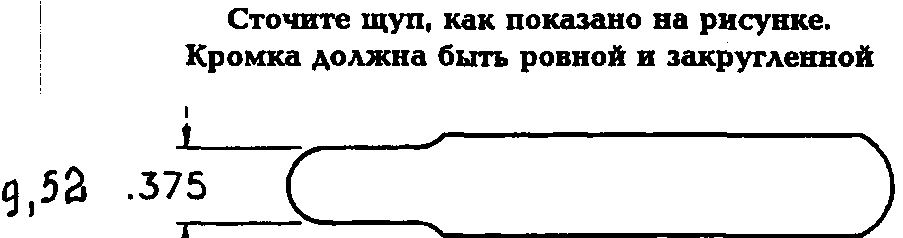 Сточите щуп, как показано на рисунке.
Кромка должна быть ровной и закругленной
9,52 .375